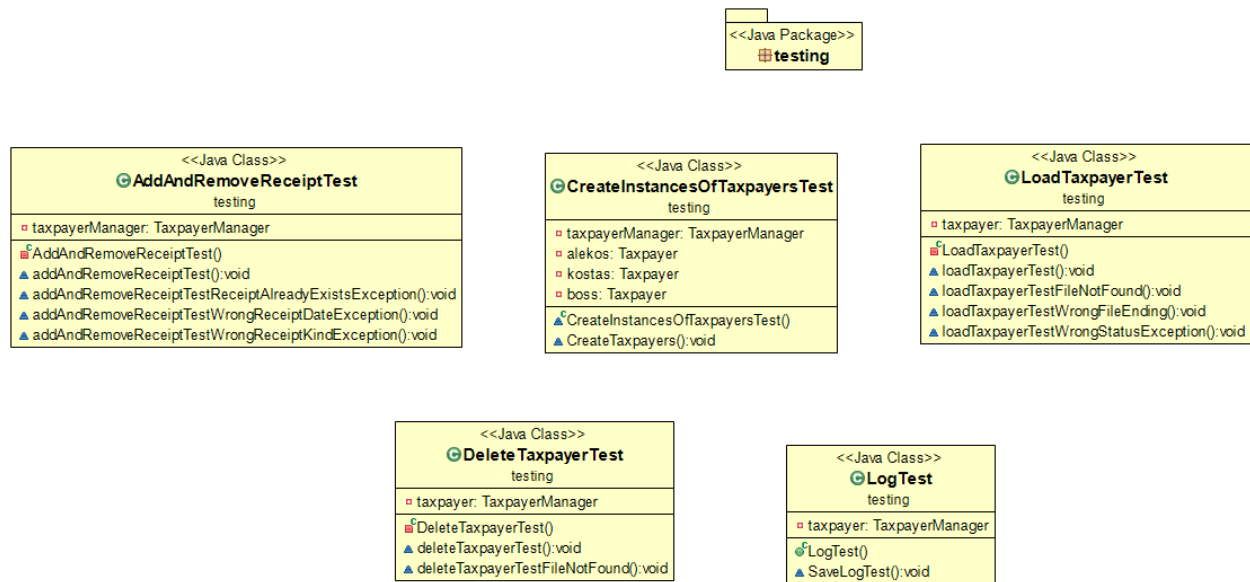 <<Java Package>>
testing
<<Java Class>>
AddAndRemoveReceiptTest
testing
taxpayerManager: TaxpayerManager
AddAndRemoveReceiptTest()
addAndRemoveReceiptTest():void
addAndRemoveReceiptTestReceiptAlreadyExistsException():void
addAndRemoveReceiptTestWrongReceiptDateException():void
addAndRemoveReceiptTestWrongReceiptKindException():void
<<Java Class>>
CreateInstancesOfTaxpayersTest
testing
taxpayerManager: TaxpayerManager
alekos: Taxpayer
kostas: Taxpayer
boss: Taxpayer
CreateInstancesOfTaxpayersTest()
CreateTaxpayers():void
<<Java Class>>
LoadTaxpayerTest
testing
taxpayer: TaxpayerManager
LoadTaxpayerTest()
loadTaxpayerTest():void
loadTaxpayerTestFileNotFound():void
loadTaxpayerTestWrongFileEnding():void
loadTaxpayerTestWrongStatusException():void
<<Java Class>>
DeleteTaxpayerTest
testing
taxpayer: TaxpayerManager
DeleteTaxpayerTest()
deleteTaxpayerTest():void
deleteTaxpayerTestFileNotFound():void
<<Java Class>>
LogTest
testing
taxpayer: TaxpayerManager
LogTest()
SaveLogTest():void